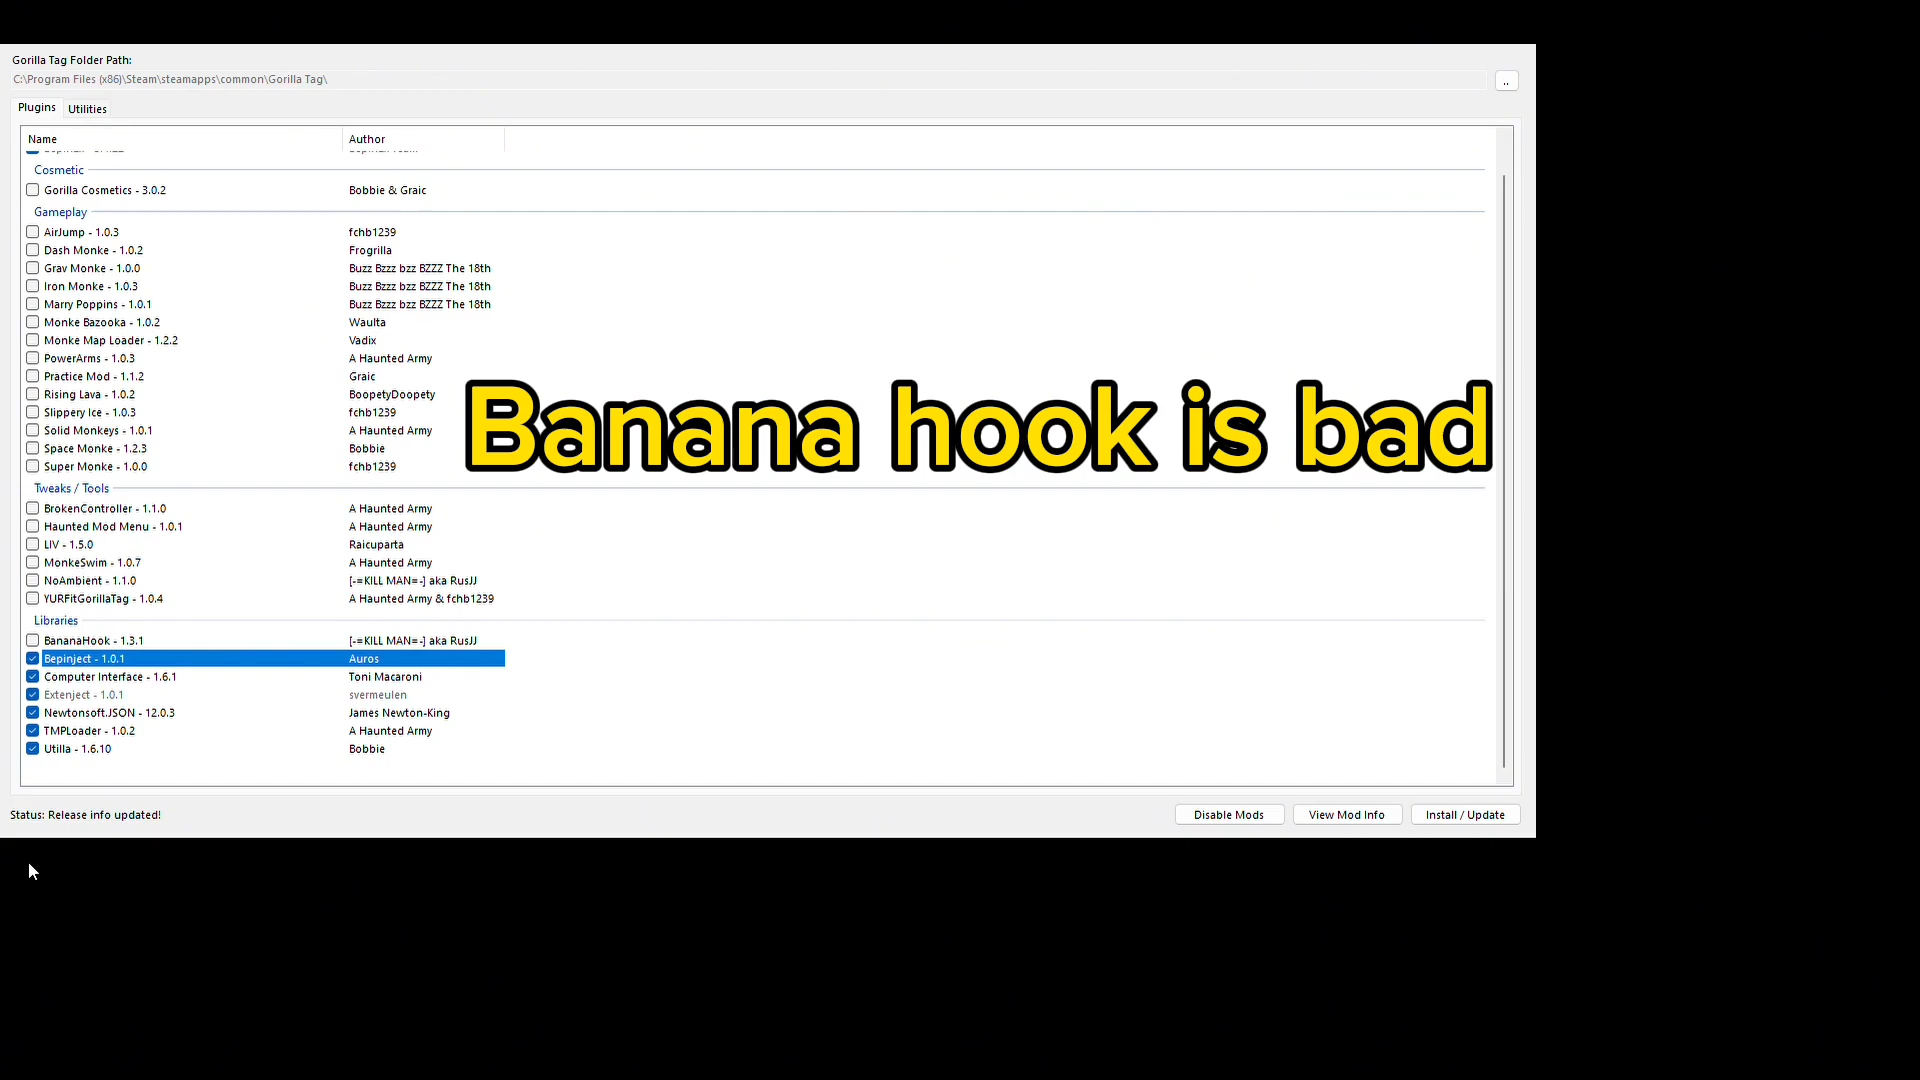 Gorilla Tag Folder Path:
C:\Program Files (x86)\Steam\steamapps\common\Gorilla Tag\
..
Plugins Utilities
Name Author
Cosmetic
Gorilla Cosmetics - 3.0.2 Bobbie & Graic
Gameplay
AirJump - 1.0.3 fchb1239
Dash Monke - 1.0.2 Frogrilla
Grav Monke - 1.0.0 Buzz Bzzz bzz BZZZ The 18th
Iron Monke - 1.0.3 Buzz Bzzz bzz BZZZ The 18th
Marry Poppins - 1.0.1 Buzz Bzzz bzz BZZZ The 18th
Monke Bazooka - 1.0.2 Waulta
Monke Map Loader - 1.2.2 Vadix
PowerArms - 1.0.3 A Haunted Army
Practice Mod - 1.1.2 Graic
Rising Lava - 1.0.2 BoopetyDoopety
Slippery Ice - 1.0.3 fchb1239
Solid Monkeys - 1.0.1 A Haunted Army
Space Monke - 1.2.3 Bobbie
Super Monke - 1.0.0 fchb1239
Banana hook is bad
Tweaks / Tools
BrokenController - 1.1.0 A Haunted Army
Haunted Mod Menu - 1.0.1 A Haunted Army
LIV - 1.5.0 Raicuparta
MonkeSwim - 1.0.7 A Haunted Army
NoAmbient - 1.1.0 [-=KILL MAN=-] aka RusJJ
YURFitGorillaTag - 1.0.4 A Haunted Army & fchb1239
Libraries
BananaHook - 1.3.1 [-=KILL MAN=-] aka RusJJ
Bepinject - 1.0.1 Auros
Computer Interface - 1.6.1 Toni Macaroni
Extenject - 1.0.1 svermeulen
Newtonsoft.JSON - 12.0.3 James Newton-King
TMPLoader - 1.0.2 A Haunted Army
Utilla - 1.6.10 Bobbie
Status: Release info updated! Disable Mods View Mod Info Install / Update